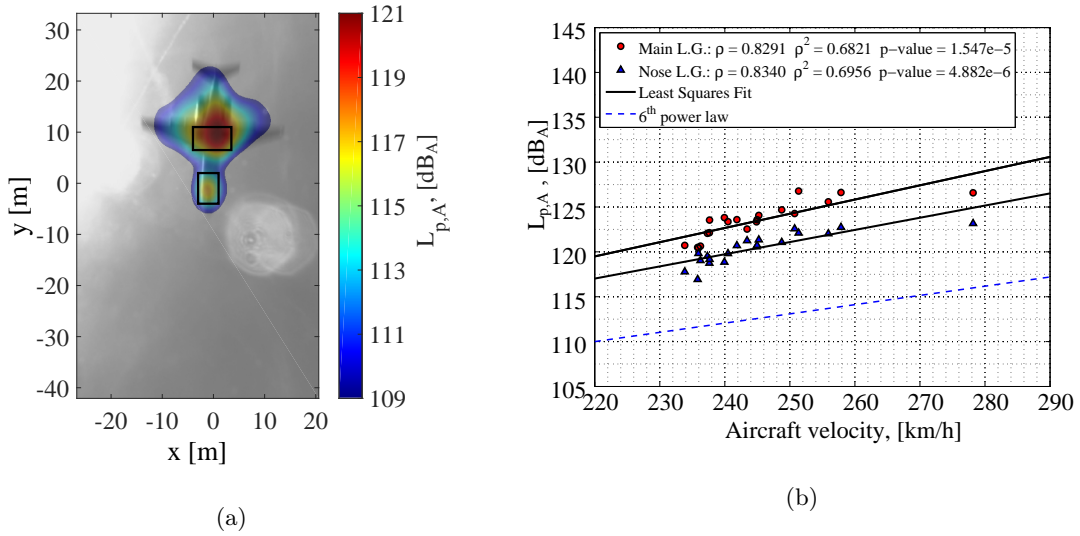 30
20
10
0
-10
-20
-30
-40
y [m]
-20 -10 0 10 20
x [m]
121
119
117
115
113
111
109
L_{p,A}, [dB_A]
(a)
145
140
135
130
125
120
115
110
105
L_{p,A}, [dB_A]
Main L.G.: ρ = 0.8291 ρ² = 0.6821 p−value = 1.547e−5
Nose L.G.: ρ = 0.8340 ρ² = 0.6956 p−value = 4.882e−6
Least Squares Fit
6^{th} power law
220 230 240 250 260 270 280 290
Aircraft velocity, [km/h]
(b)